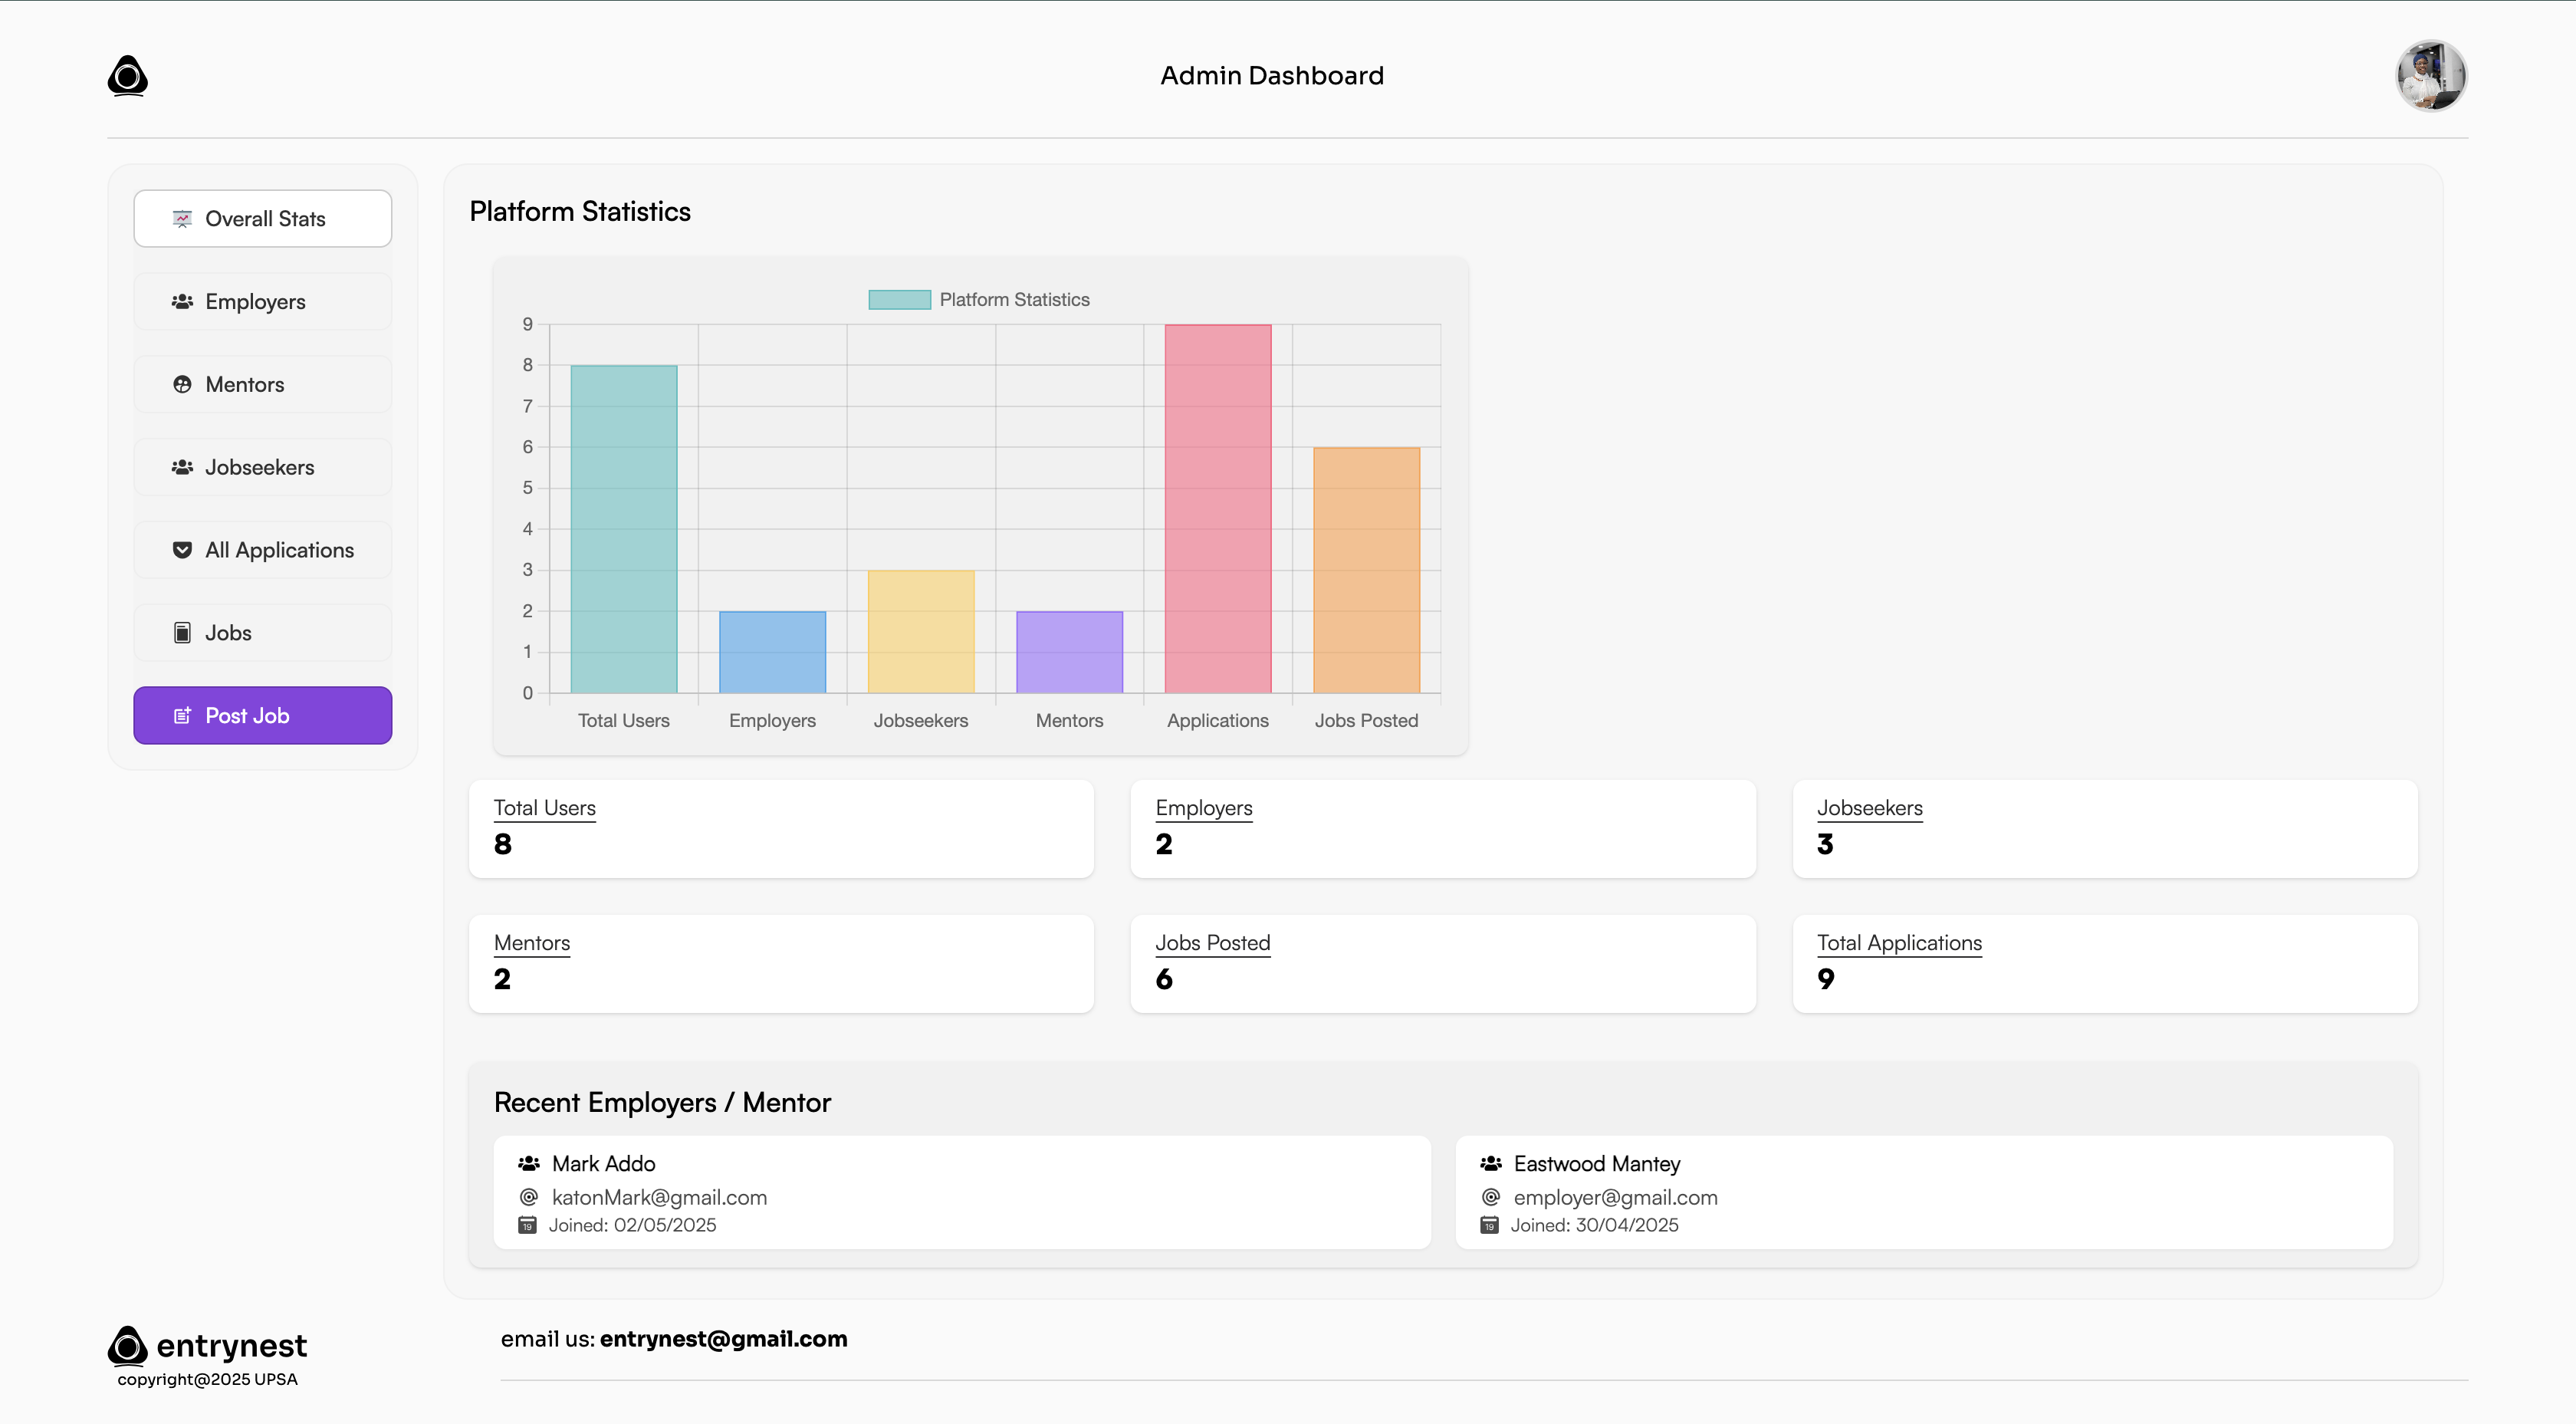 Admin Dashboard
Overall Stats
Employers
Mentors
Jobseekers
All Applications
Jobs
Post Job
Platform Statistics
Platform Statistics
9
8
7
6
5
4
3
2
1
0
Total Users
Employers
Jobseekers
Mentors
Applications
Jobs Posted
Total Users
8
Employers
2
Jobseekers
3
Mentors
2
Jobs Posted
6
Total Applications
9
Recent Employers / Mentor
Mark Addo
katonMark@gmail.com
19 Joined: 02/05/2025
Eastwood Mantey
employer@gmail.com
19 Joined: 30/04/2025
entrynest
copyright@2025 UPSA
email us: entrynest@gmail.com